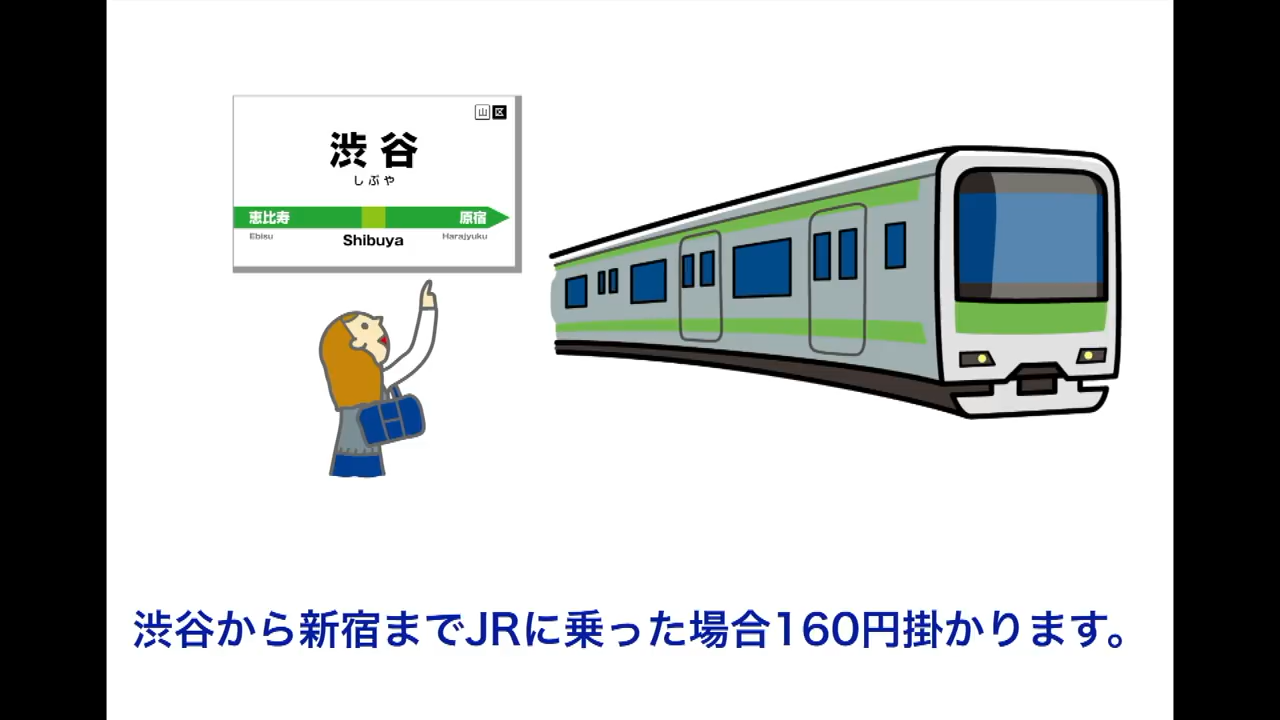 山 区
渋谷
しぶや
恵比寿 原宿
Ebisu Shibuya Harajyuku
渋谷から新宿までJRに乗った場合160円掛かります。